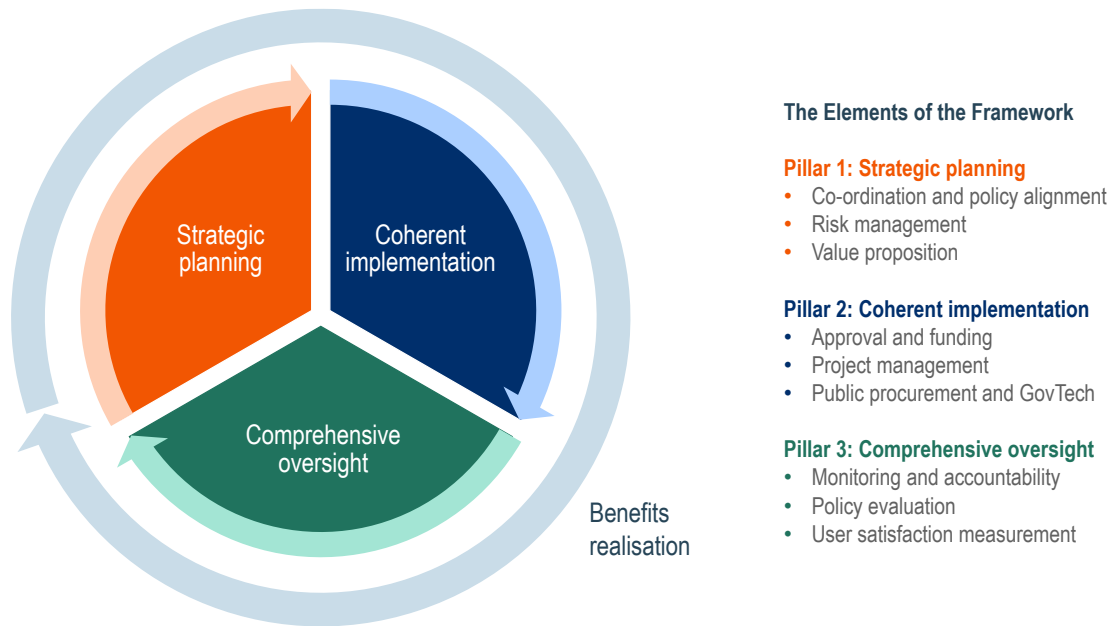 Strategic
planning
Coherent
implementation
Comprehensive
oversight
Benefits
realisation
The Elements of the Framework
Pillar 1: Strategic planning
• Co-ordination and policy alignment
• Risk management
• Value proposition
Pillar 2: Coherent implementation
• Approval and funding
• Project management
• Public procurement and GovTech
Pillar 3: Comprehensive oversight
• Monitoring and accountability
• Policy evaluation
• User satisfaction measurement